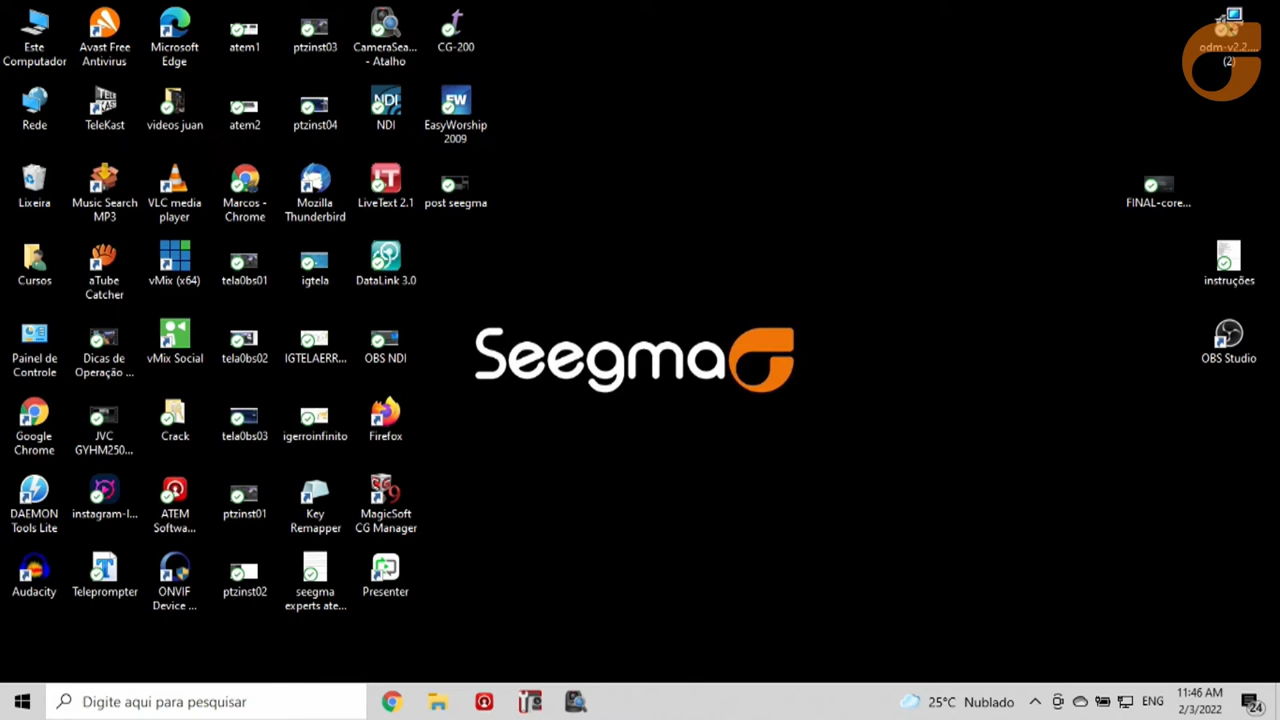 Este
Computador
Avast Free
Antivirus
Microsoft
Edge
atem1
ptzinst03
CameraSea...
- Atalho
CG-200
odm-v2.2....
(2)
Rede
TeleKast
videos juan
atem2
ptzinst04
NDI
EasyWorship
2009
Lixeira
Music Search
MP3
VLC media
player
Marcos -
Chrome
Mozilla
Thunderbird
LiveText 2.1
post seegma
FINAL-core...
Cursos
aTube
Catcher
vMix (x64)
tela0bs01
igtela
DataLink 3.0
instruções
Painel de
Controle
Dicas de
Operação ...
vMix Social
tela0bs02
IGTELAERR...
OBS NDI
Seegma
OBS Studio
Google
Chrome
JVC
GYHM250...
Crack
tela0bs03
igerroinfinito
Firefox
DAEMON
Tools Lite
instagram-l...
ATEM
Softwa...
ptzinst01
Key
Remapper
MagicSoft
CG Manager
Audacity
Teleprompter
ONVIF
Device ...
ptzinst02
seegma
experts ate...
Presenter
Digite aqui para pesquisar
25°C Nublado
ENG
11:46 AM
2/3/2022
24